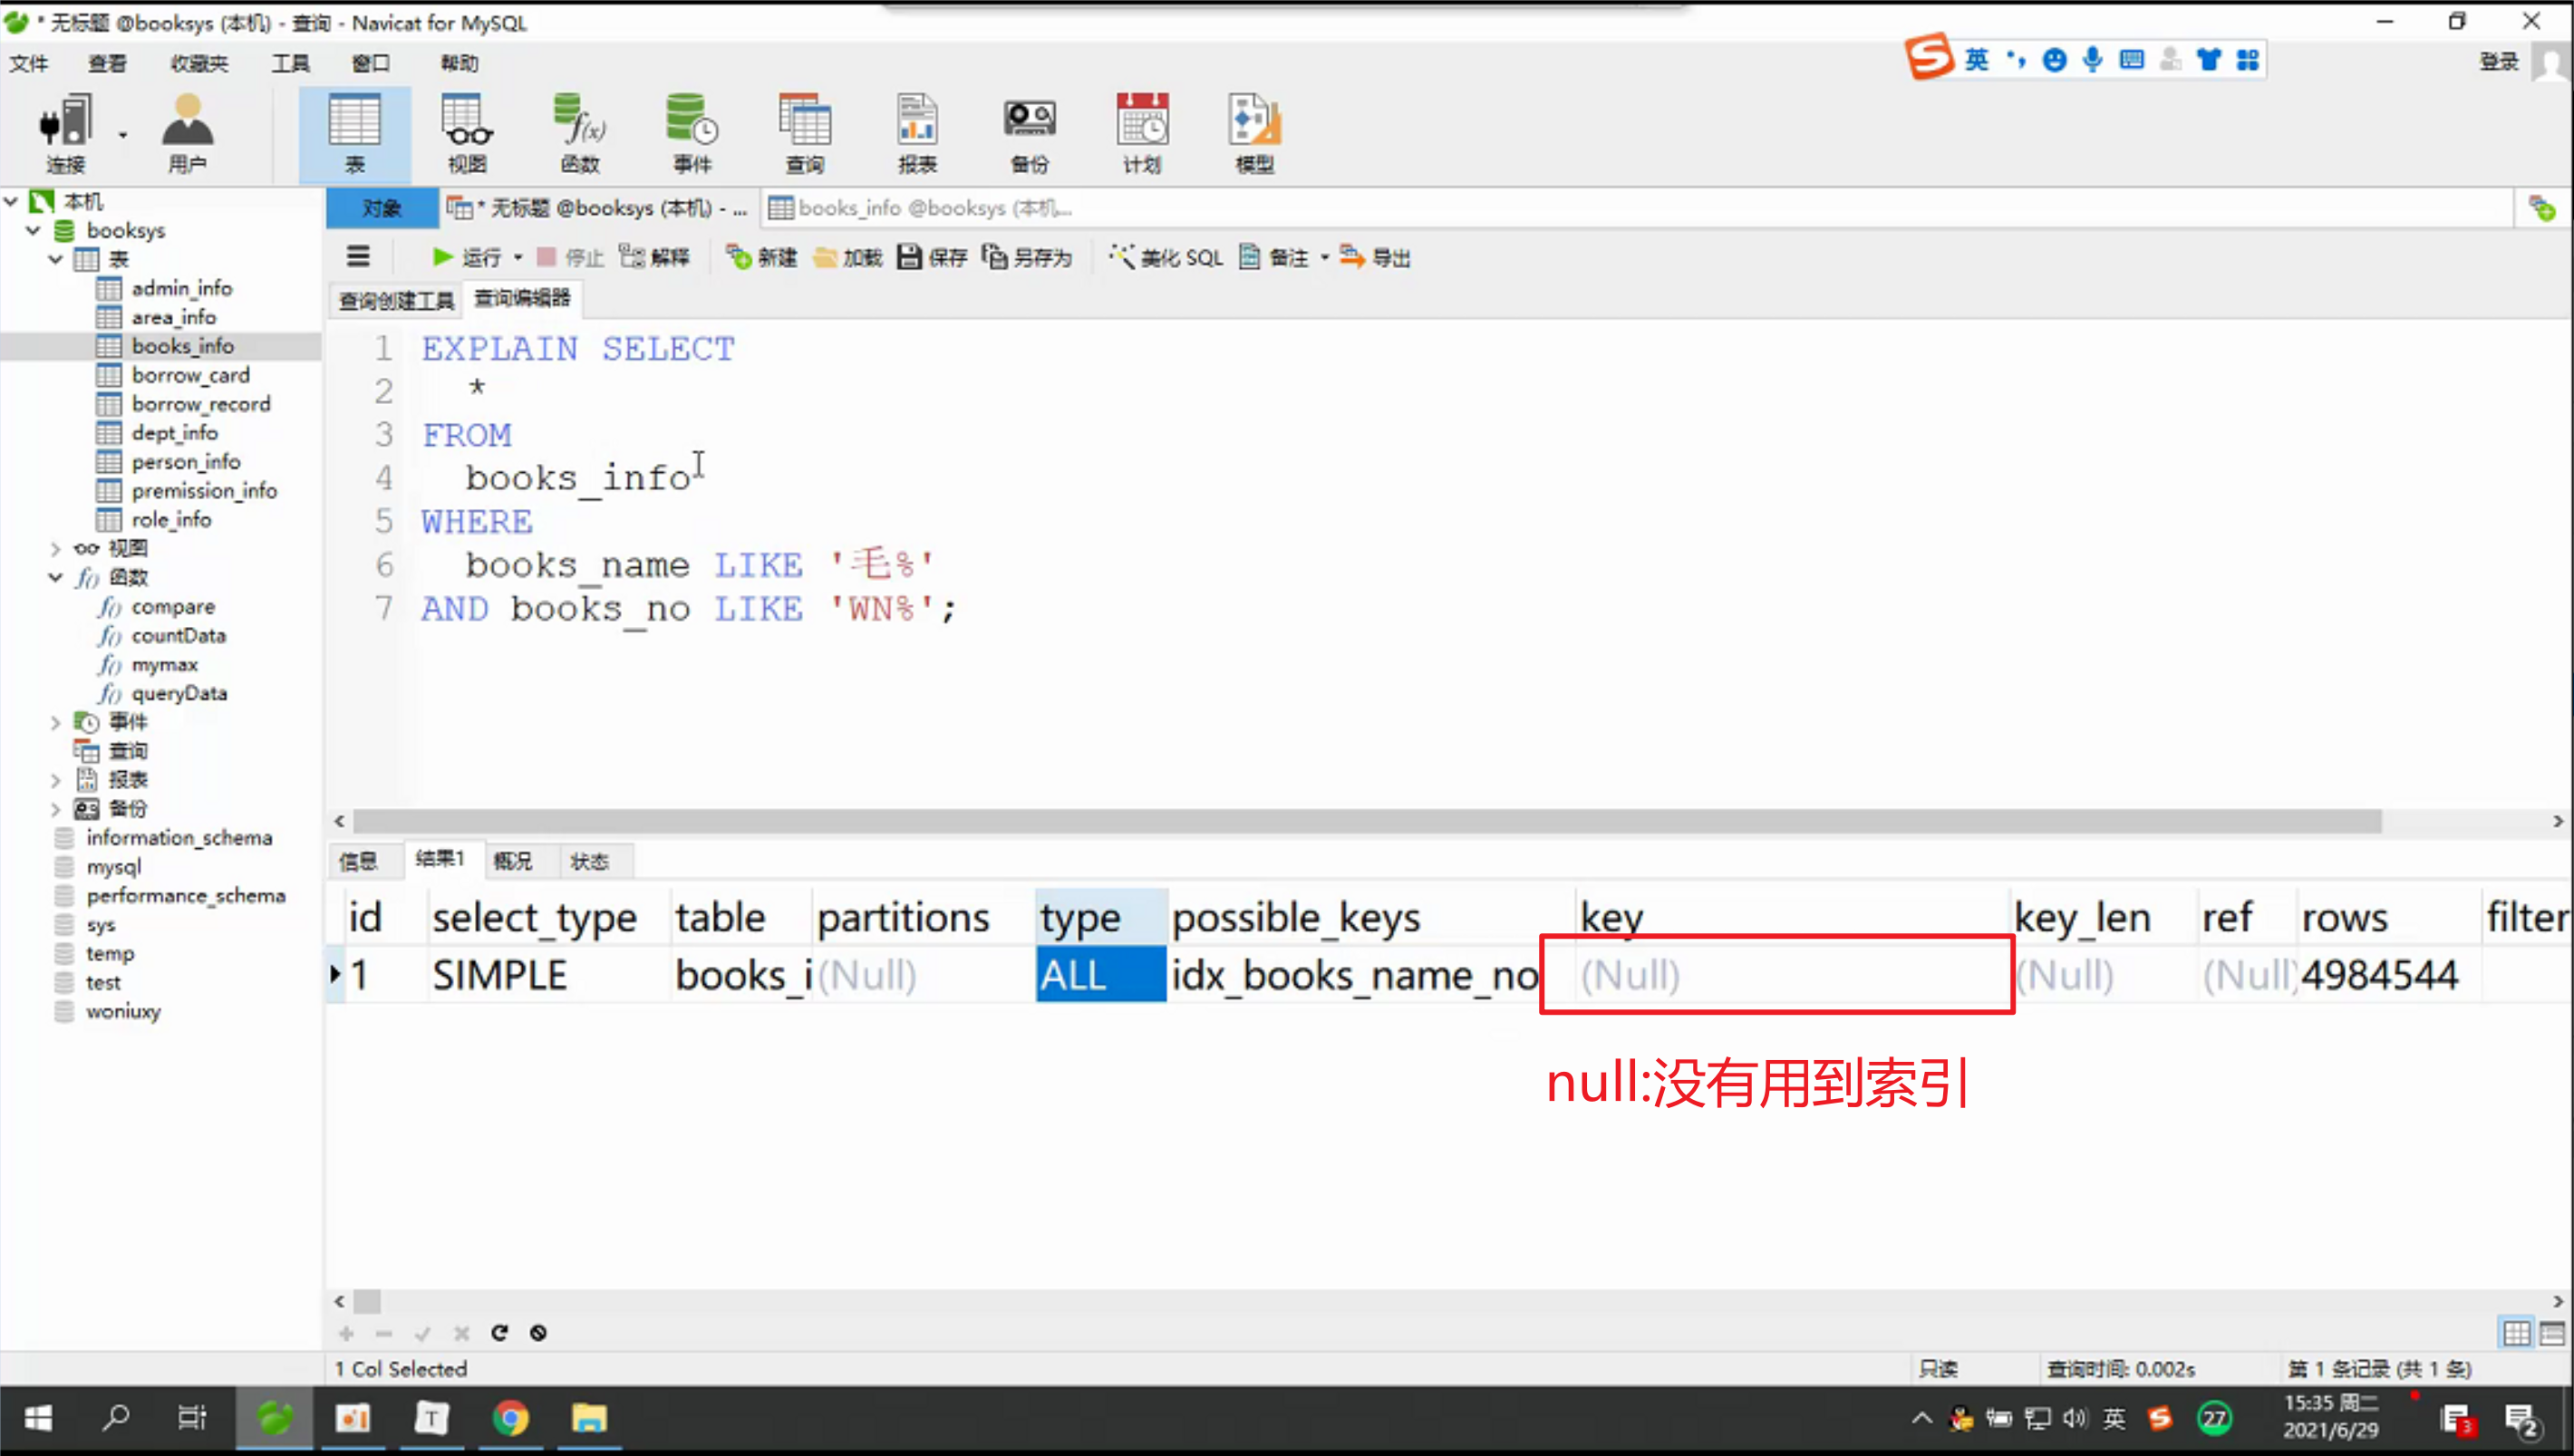 * 无标题 @booksys (本机) - 查询 - Navicat for MySQL
文件 查看 收藏夹 工具 窗口 帮助
英
登录
连接 用户 表 视图 函数 事件 查询 报表 备份 计划 模型
对象 * 无标题 @booksys (本机) - ... books_info @booksys (本机,...
运行 停止 解释 新建 加载 保存 另存为 美化 SQL 备注 导出
查询创建工具 查询编辑器
本机
booksys
表
admin_info
area_info
books_info
borrow_card
borrow_record
dept_info
person_info
premission_info
role_info
视图
函数
compare
countData
mymax
queryData
事件
查询
报表
备份
information_schema
mysql
performance_schema
sys
temp
test
woniuxy
1 EXPLAIN SELECT
2 *
3 FROM
4 books_info
5 WHERE
6 books_name LIKE '毛%'
7 AND books_no LIKE 'WN%';
信息 结果1 概况 状态
id select_type table partitions type possible_keys key key_len ref rows filter
1 SIMPLE books_i (Null) ALL idx_books_name_no (Null) (Null) (Null) 4984544
null:没有用到索引
1 Col Selected
只读 查询时间: 0.002s 第 1 条记录 (共 1 条)
T
英 27 15:35 周二
2021/6/29
3
2